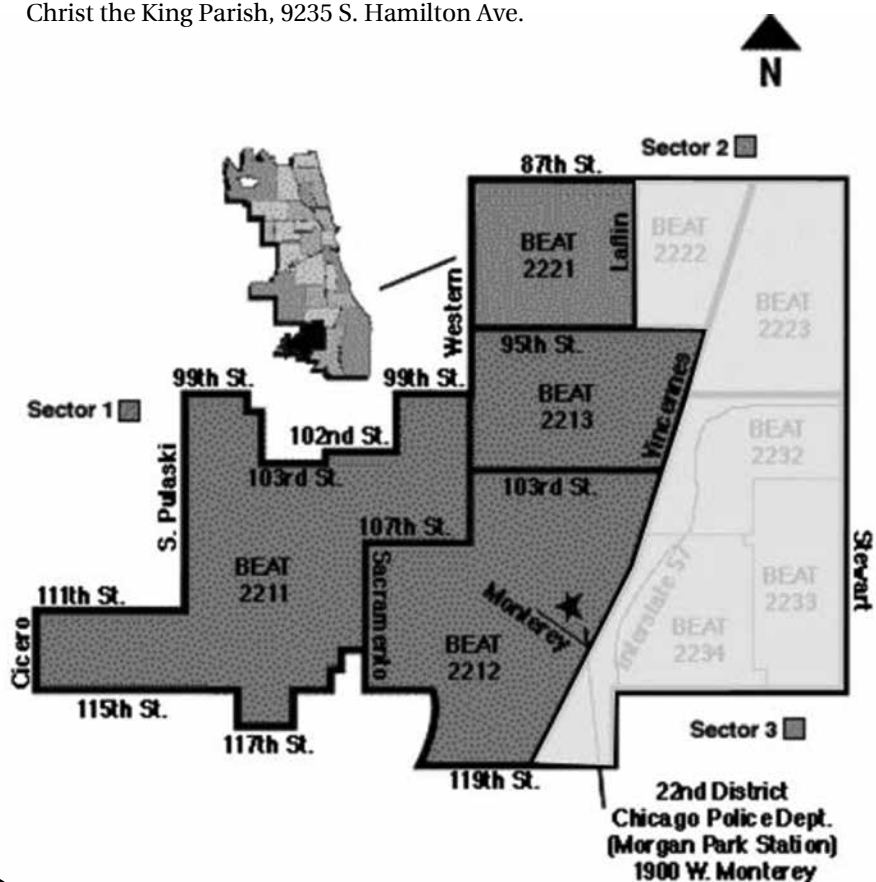 Christ the King Parish, 9235 S. Hamilton Ave.
N
Sector 2
87th St.
BEAT
2221
Laflin
BEAT
2222
BEAT
2223
Western
95th St.
BEAT
2213
Vincennes
99th St.
99th St.
Sector 1
102nd St.
103rd St.
103rd St.
BEAT
2232
S. Pulaski
107th St.
BEAT
2211
Sacramento
Monterey
Interstate 57
BEAT
2233
Stewart
111th St.
Cicero
BEAT
2212
BEAT
2234
115th St.
117th St.
119th St.
Sector 3
22nd District
Chicago Police Dept.
(Morgan Park Station)
1900 W. Monterey